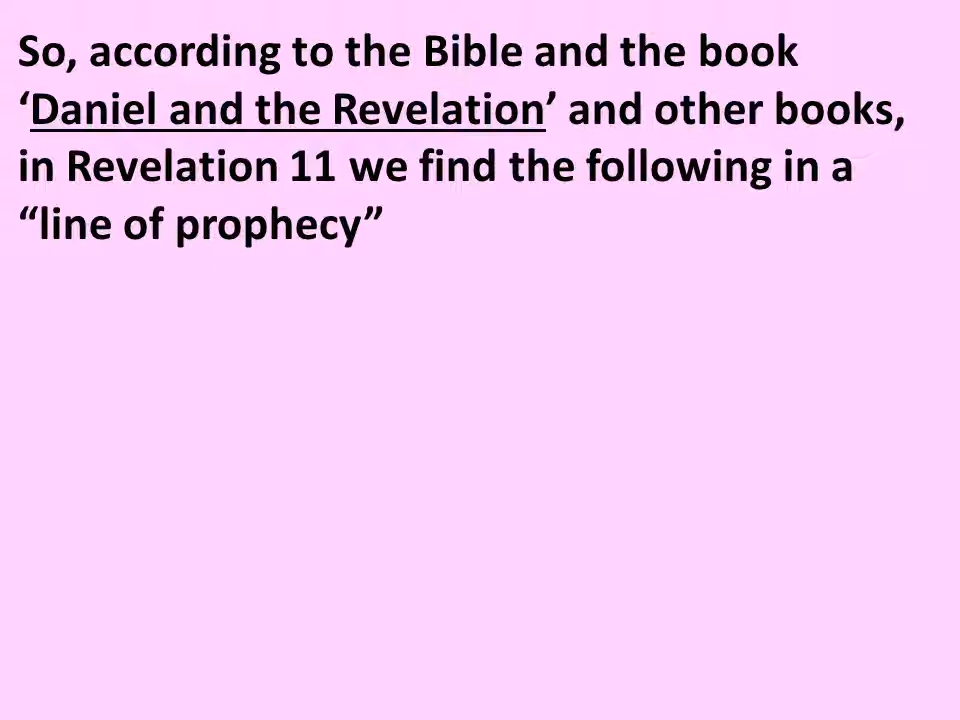 So, according to the Bible and the book
‘Daniel and the Revelation’ and other books,
in Revelation 11 we find the following in a
“line of prophecy”